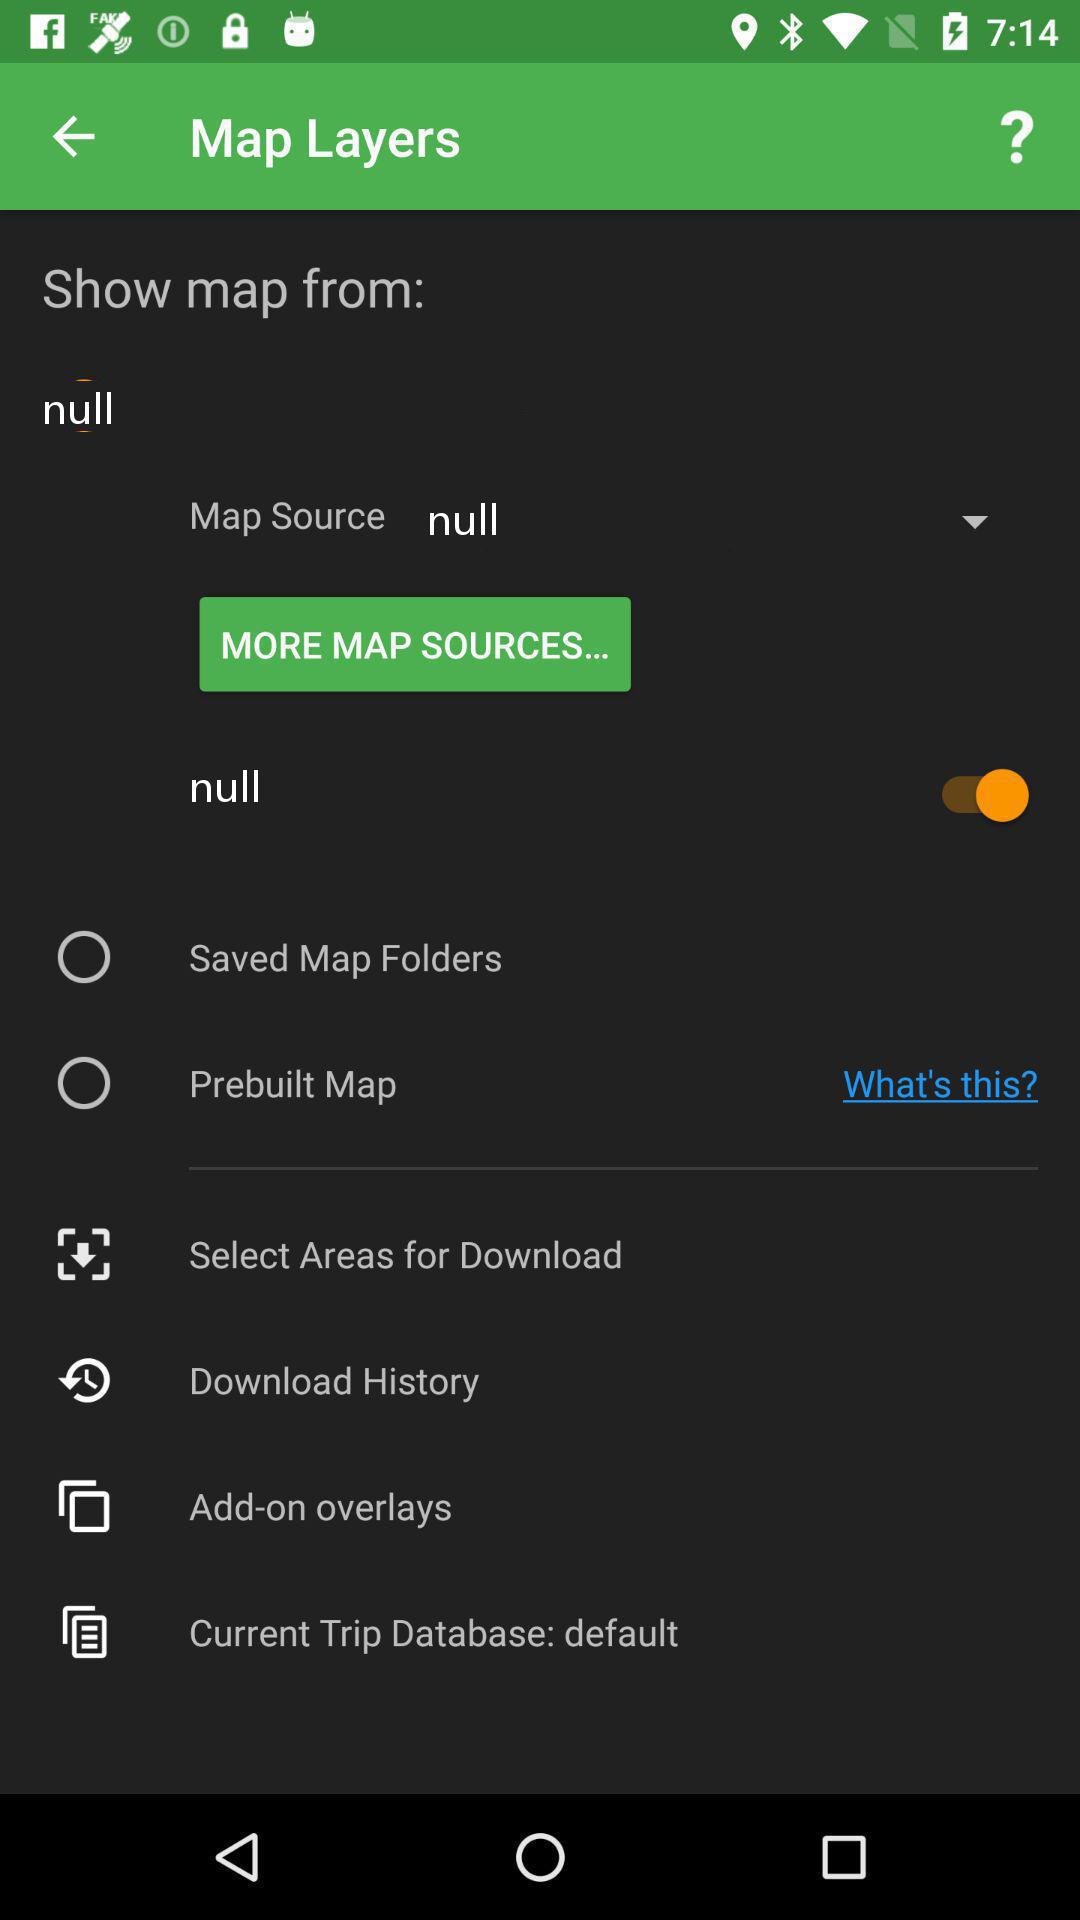 FAKE
7:14
Map Layers
?
Show map from:
null
Map Source null
MORE MAP SOURCES...
null
Saved Map Folders
Prebuilt Map What's this?
Select Areas for Download
Download History
Add-on overlays
Current Trip Database: default